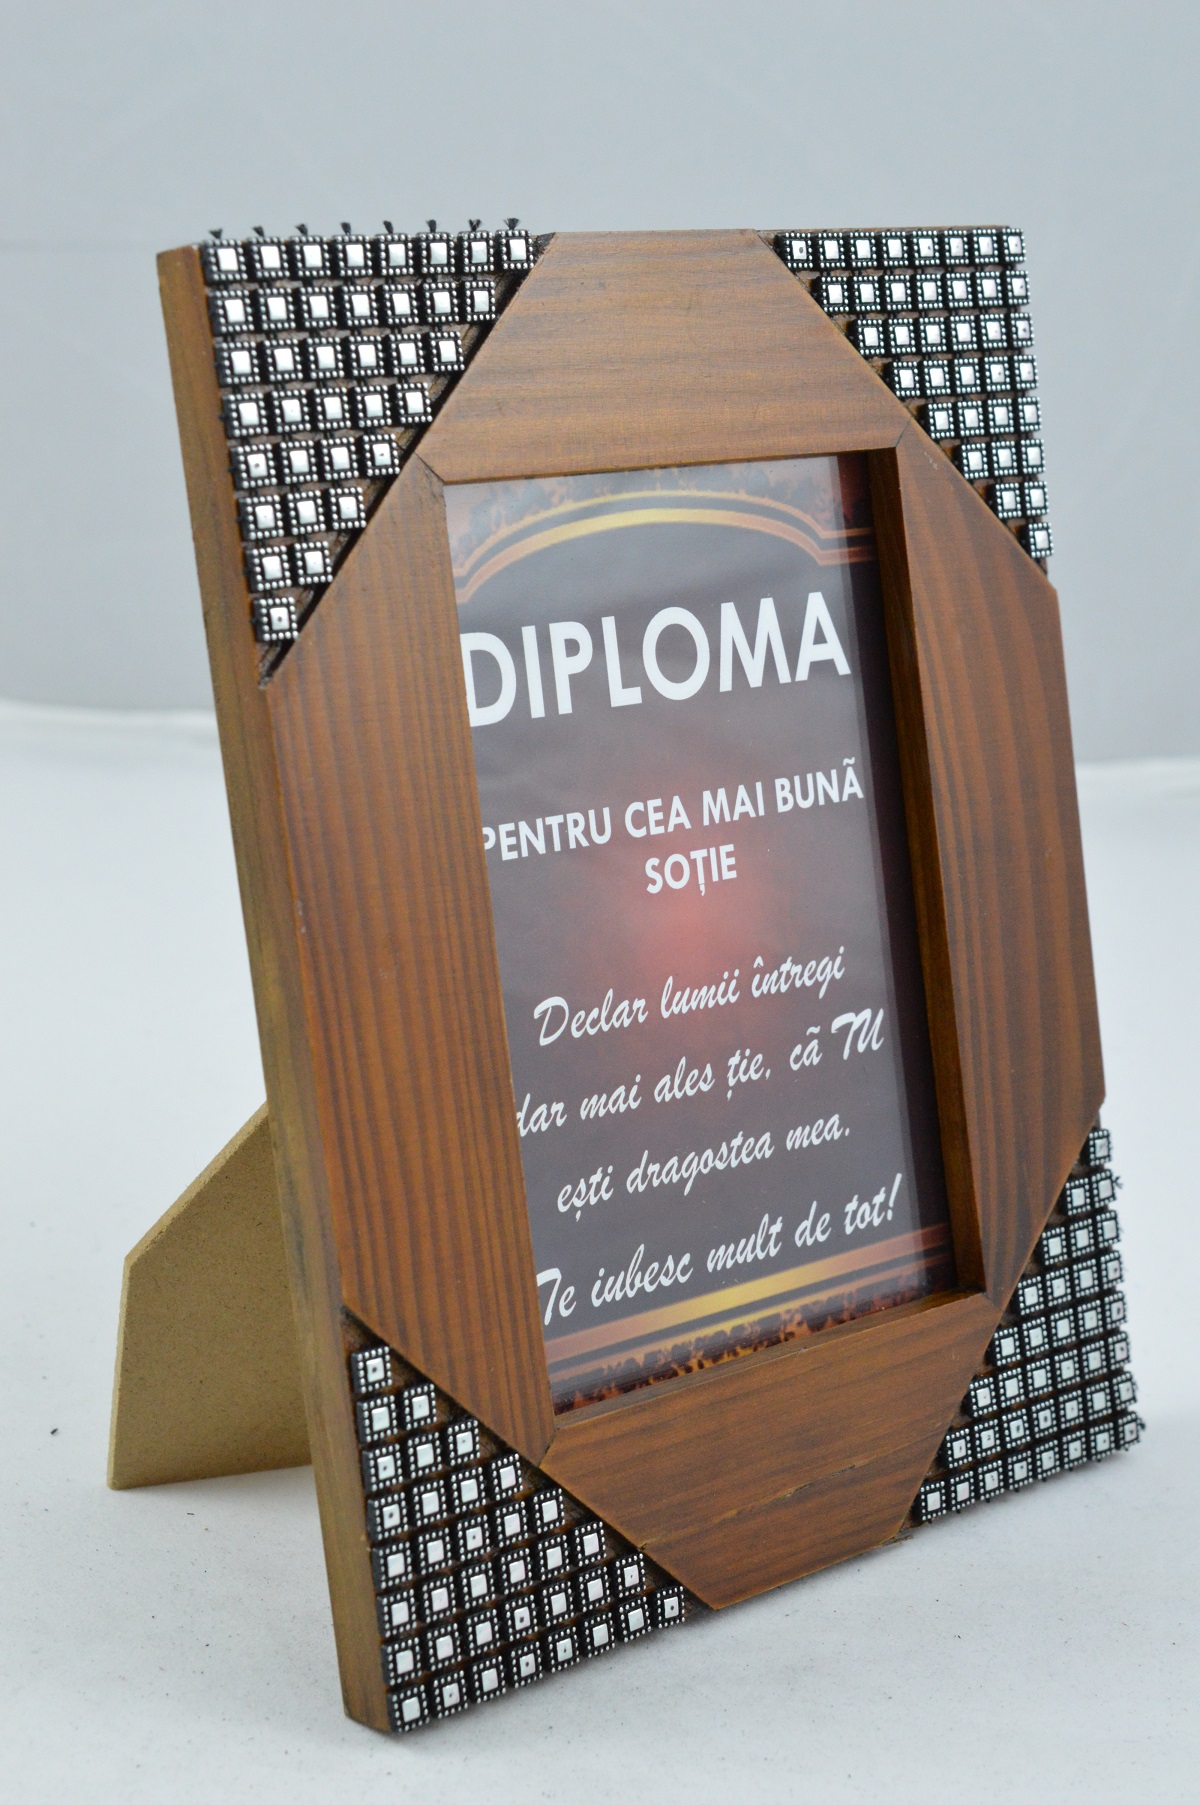 DIPLOMA
PENTRU CEA MAI BUNÃ
SOȚIE
Declar lumii întregi
dar mai ales ție, cã TU
ești dragostea mea.
Te iubesc mult de tot!